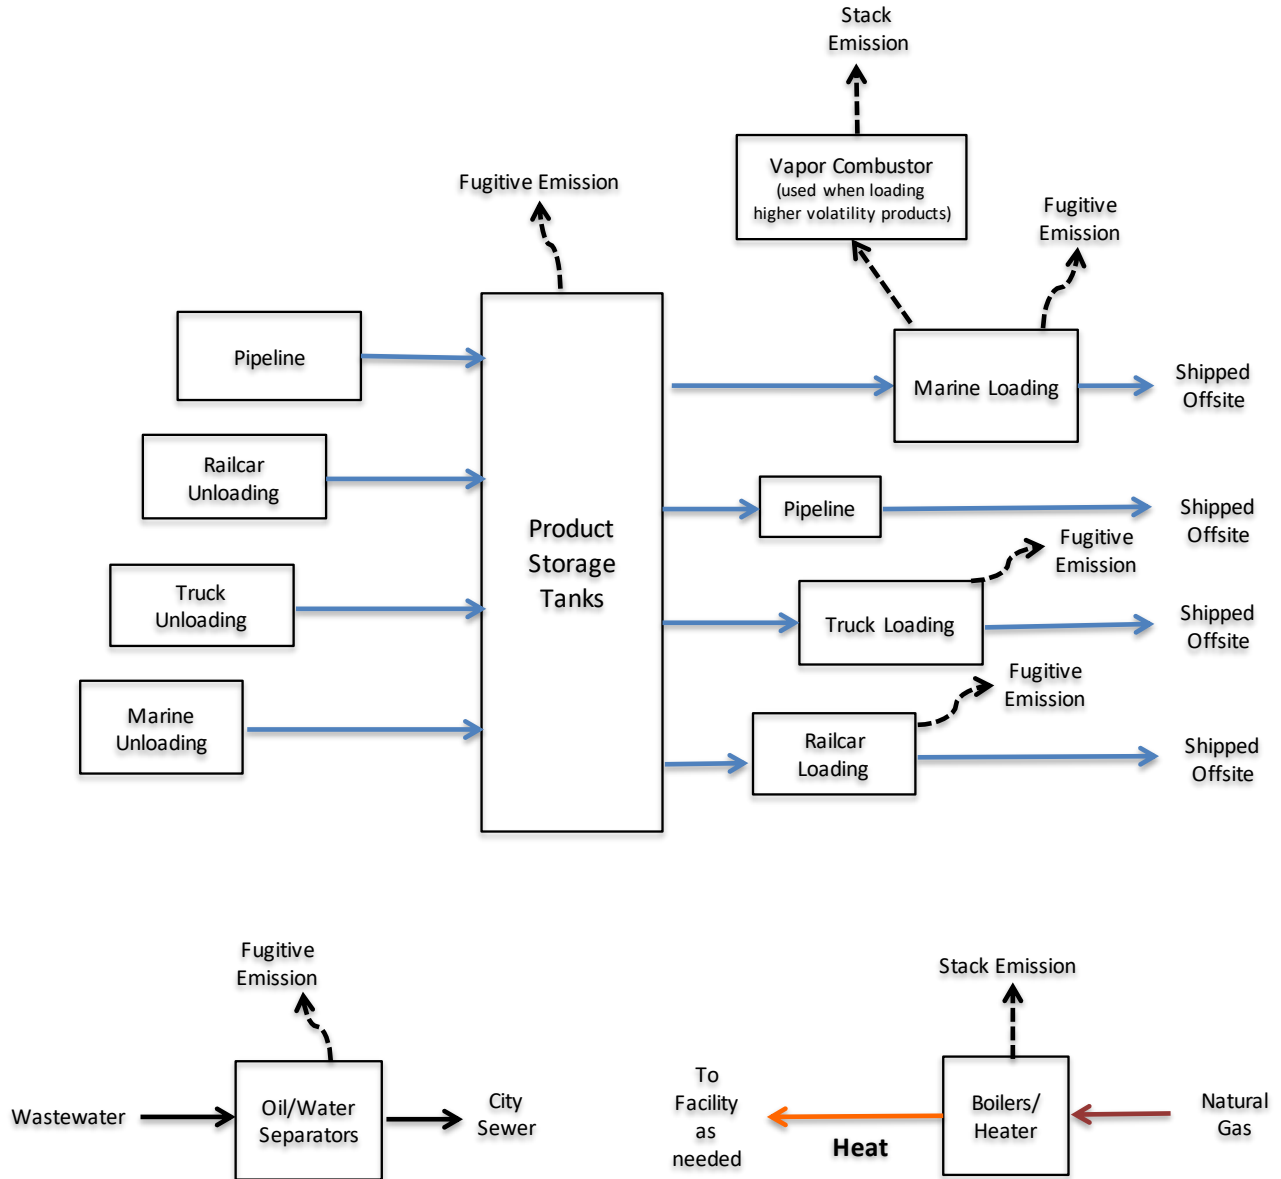 Stack
Emission
Vapor Combustor
(used when loading
higher volatility products)
Fugitive Emission
Fugitive
Emission
Pipeline
Marine Loading
Shipped
Offsite
Railcar
Unloading
Product
Storage
Tanks
Pipeline
Shipped
Offsite
Fugitive
Emission
Truck
Unloading
Truck Loading
Shipped
Offsite
Fugitive
Emission
Marine
Unloading
Railcar
Loading
Shipped
Offsite
Fugitive
Emission
Wastewater
Oil/Water
Separators
City
Sewer
Stack Emission
To
Facility
as
needed
Heat
Boilers/
Heater
Natural
Gas